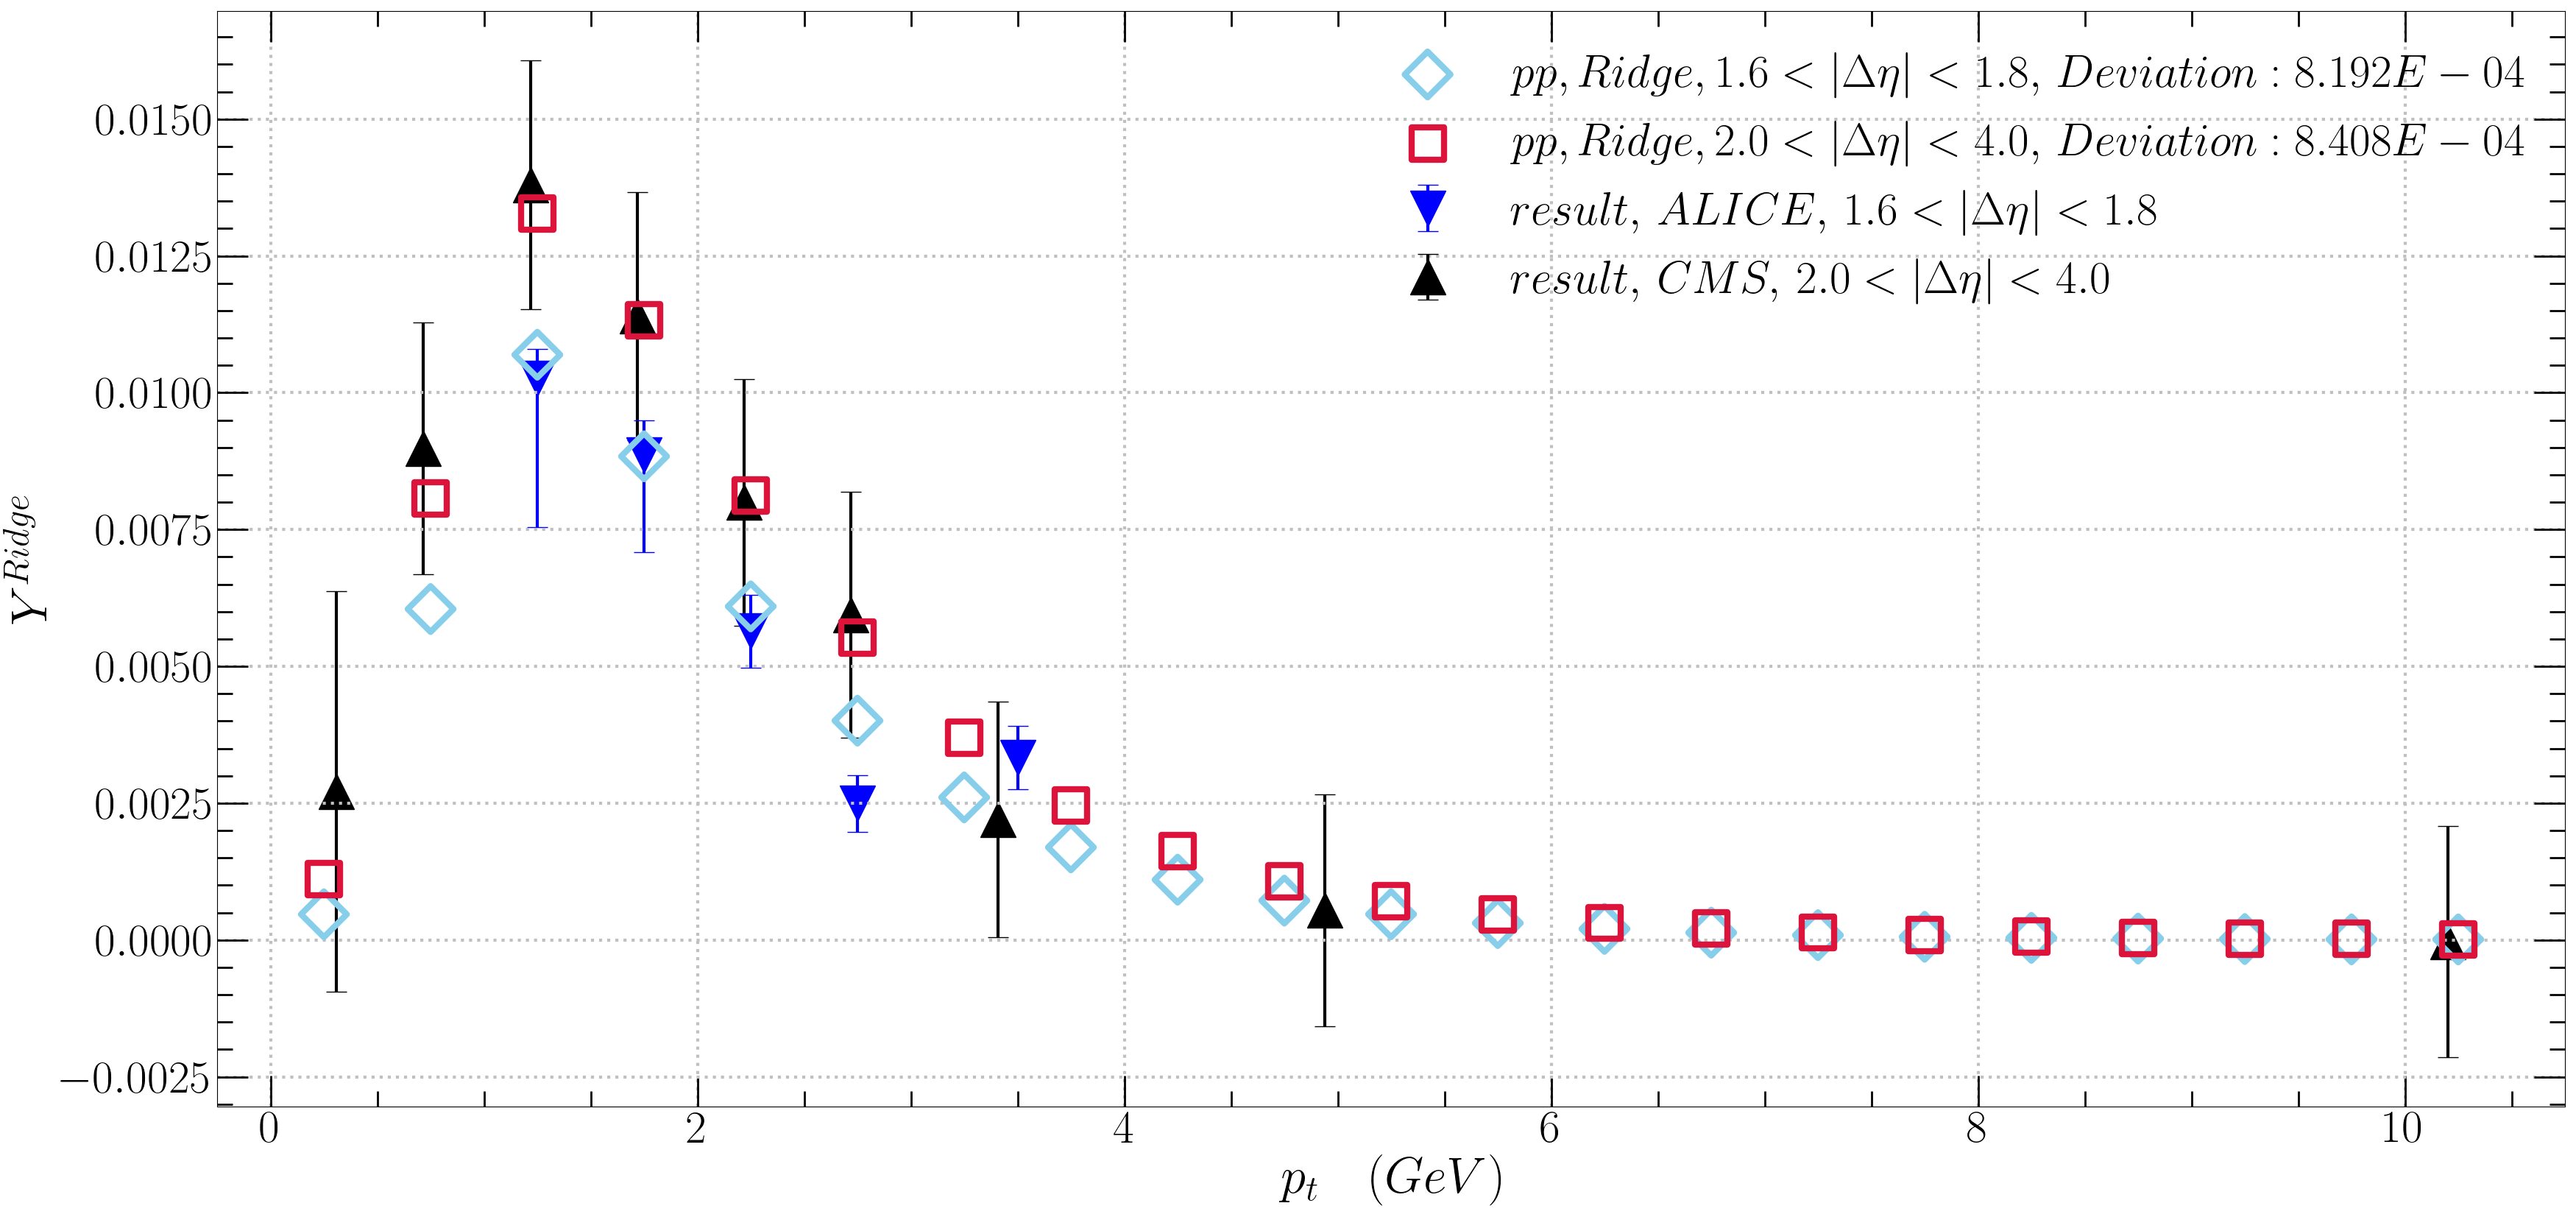 pp, Ridge, 1.6 < |Δη| < 1.8, Deviation : 8.192E − 04
pp, Ridge, 2.0 < |Δη| < 4.0, Deviation : 8.408E − 04
result, ALICE, 1.6 < |Δη| < 1.8
result, CMS, 2.0 < |Δη| < 4.0
0.0150
0.0125
0.0100
0.0075
0.0050
0.0025
0.0000
−0.0025
Y^{Ridge}
0 2 4 6 8 10
p_t (GeV)